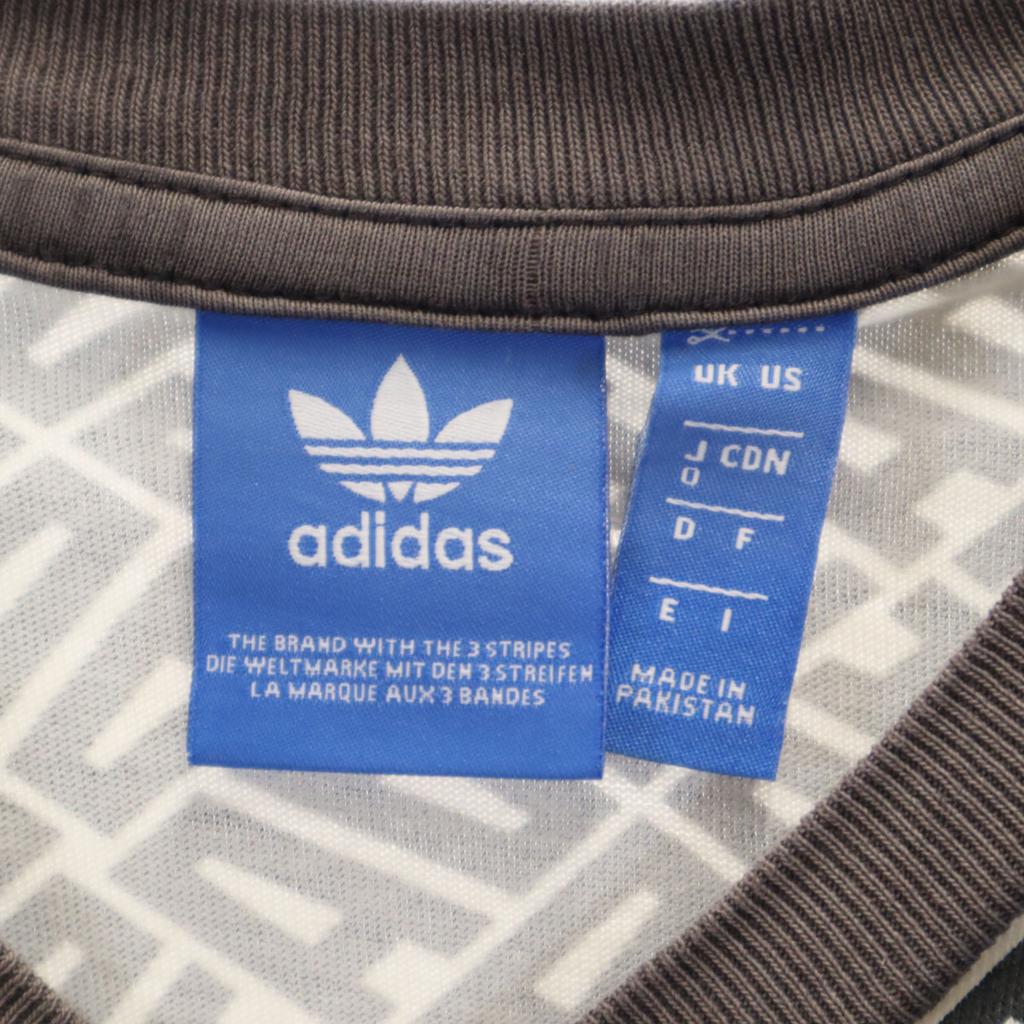 adidas
THE BRAND WITH THE 3 STRIPES
DIE WELTMARKE MIT DEN 3 STREIFEN
LA MARQUE AUX 3 BANDES
UK US
J CDN
O
D F
E I
MADE IN
PAKISTAN